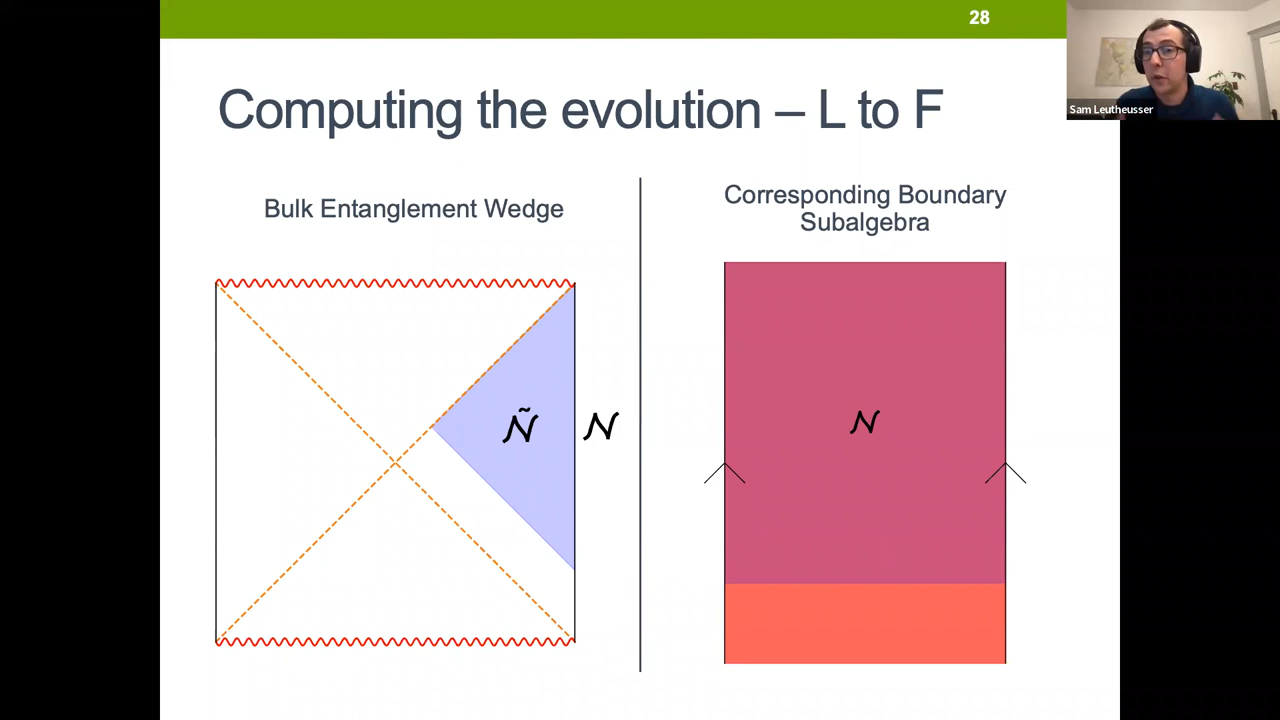 28
Sam Leutheusser
Computing the evolution – L to F
Bulk Entanglement Wedge
Corresponding Boundary
Subalgebra
Ñ
N
N